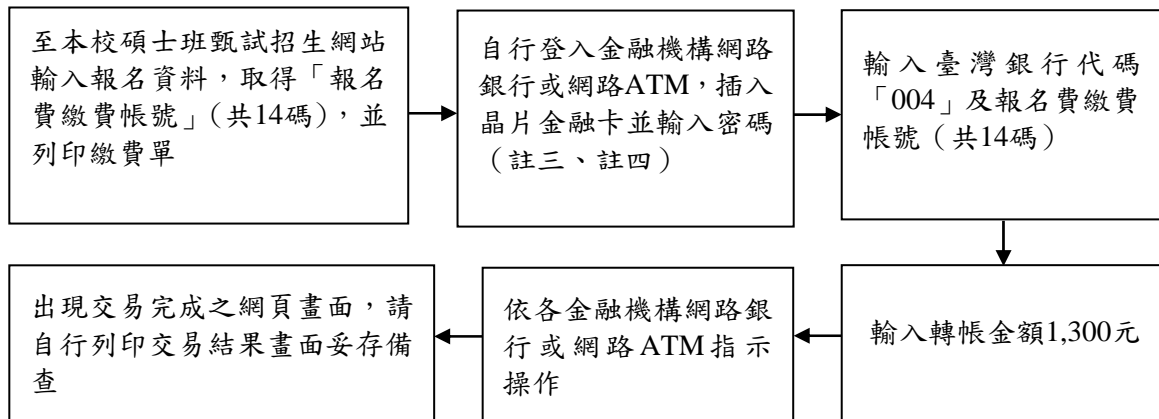 至本校碩士班甄試招生網站
輸入報名資料，取得「報名
費繳費帳號」（共14碼），並
列印繳費單
自行登入金融機構網路
銀行或網路ATM，插入
晶片金融卡並輸入密碼
（註三、註四）
輸入臺灣銀行代碼
「004」及報名費繳費
帳號（共14碼）
輸入轉帳金額1,300元
依各金融機構網路銀
行或網路ATM指示
操作
出現交易完成之網頁畫面，請
自行列印交易結果畫面妥存備
查